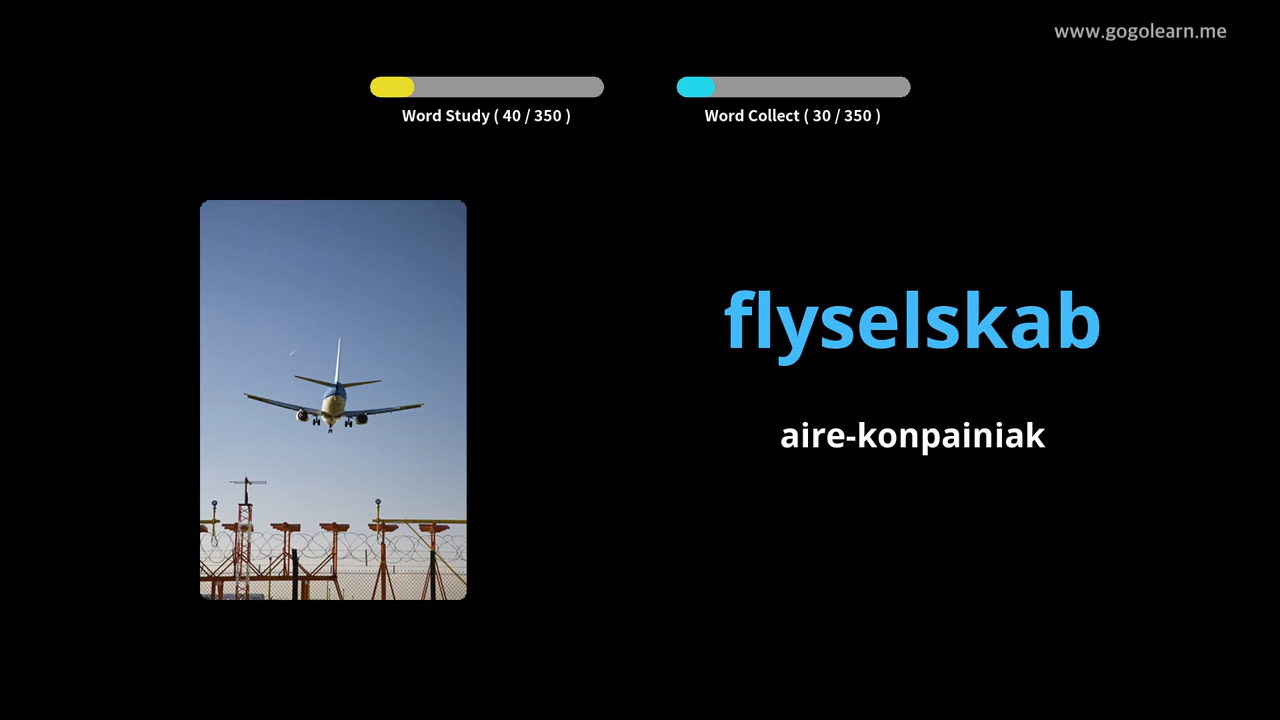 www.gogolearn.me
Word Study ( 40 / 350 )
Word Collect ( 30 / 350 )
flyselskab
aire-konpainiak